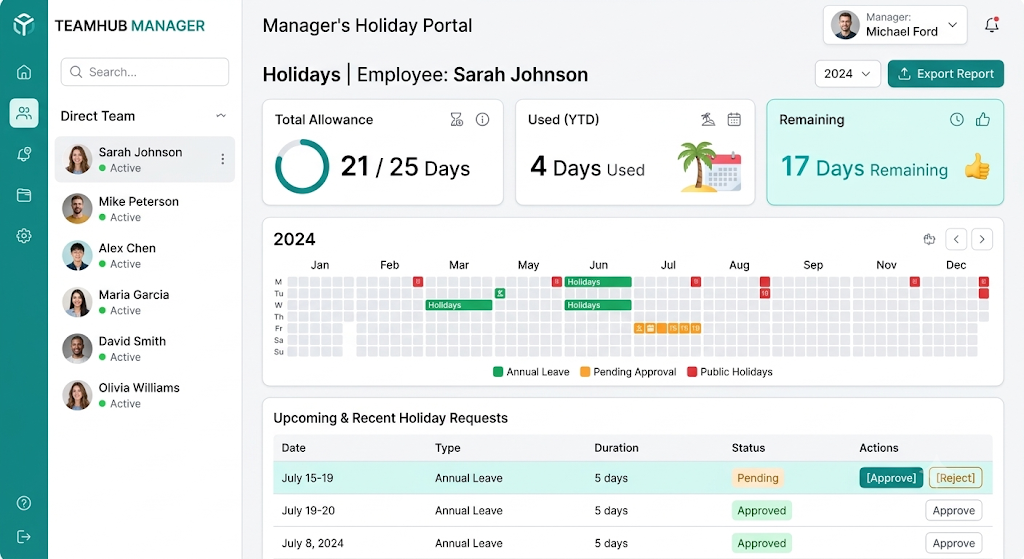 TEAMHUB MANAGER
Search...
Direct Team
Sarah Johnson
Active
Mike Peterson
Active
Alex Chen
Active
Maria Garcia
Active
David Smith
Active
Olivia Williams
Active
Manager's Holiday Portal
Manager:
Michael Ford
Holidays | Employee: Sarah Johnson
2024
Export Report
Total Allowance
21 / 25 Days
Used (YTD)
4 Days Used
Remaining
17 Days Remaining
2024
Jan Feb Mar May Jun Jul Aug Sep Nov Dec
M
Holidays
Tu
W
Holidays
Holidays
Th
Fr
Sa
Su
Annual Leave
Pending Approval
Public Holidays
Upcoming & Recent Holiday Requests
Date Type Duration Status Actions
July 15-19 Annual Leave 5 days Pending [Approve] [Reject]
July 19-20 Annual Leave 5 days Approved Approve
July 8, 2024 Annual Leave 5 days Approved Approve